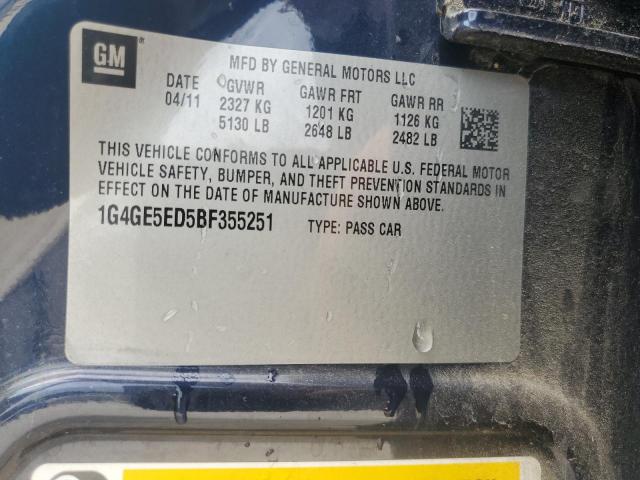 GM
MFD BY GENERAL MOTORS LLC
DATE GVWR GAWR FRT GAWR RR
04/11 2327 KG 1201 KG 1126 KG
5130 LB 2648 LB 2482 LB
THIS VEHICLE CONFORMS TO ALL APPLICABLE U.S. FEDERAL MOTOR
VEHICLE SAFETY, BUMPER, AND THEFT PREVENTION STANDARDS IN
EFFECT ON THE DATE OF MANUFACTURE SHOWN ABOVE.
1G4GE5ED5BF355251 TYPE: PASS CAR